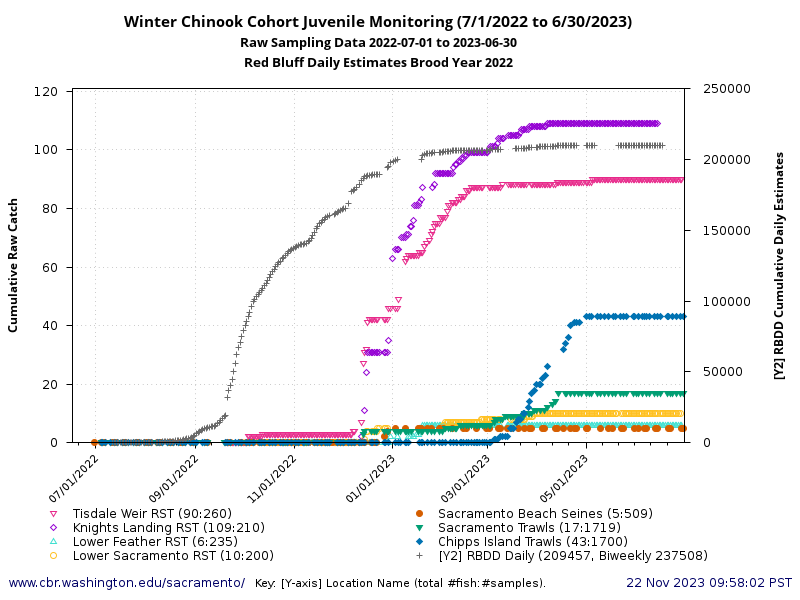 Winter Chinook Cohort Juvenile Monitoring (7/1/2022 to 6/30/2023)
Raw Sampling Data 2022-07-01 to 2023-06-30
Red Bluff Daily Estimates Brood Year 2022
120
100
80
60
40
20
0
Cumulative Raw Catch
250000
200000
150000
100000
50000
0
[Y2] RBDD Cumulative Daily Estimates
07/01/2022
09/01/2022
11/01/2022
01/01/2023
03/01/2023
05/01/2023
Tisdale Weir RST (90:260)
Knights Landing RST (109:210)
Lower Feather RST (6:235)
Lower Sacramento RST (10:200)
Sacramento Beach Seines (5:509)
Sacramento Trawls (17:1719)
Chipps Island Trawls (43:1700)
[Y2] RBDD Daily (209457, Biweekly 237508)
www.cbr.washington.edu/sacramento/ Key: [Y-axis] Location Name (total #fish:#samples).
22 Nov 2023 09:58:02 PST